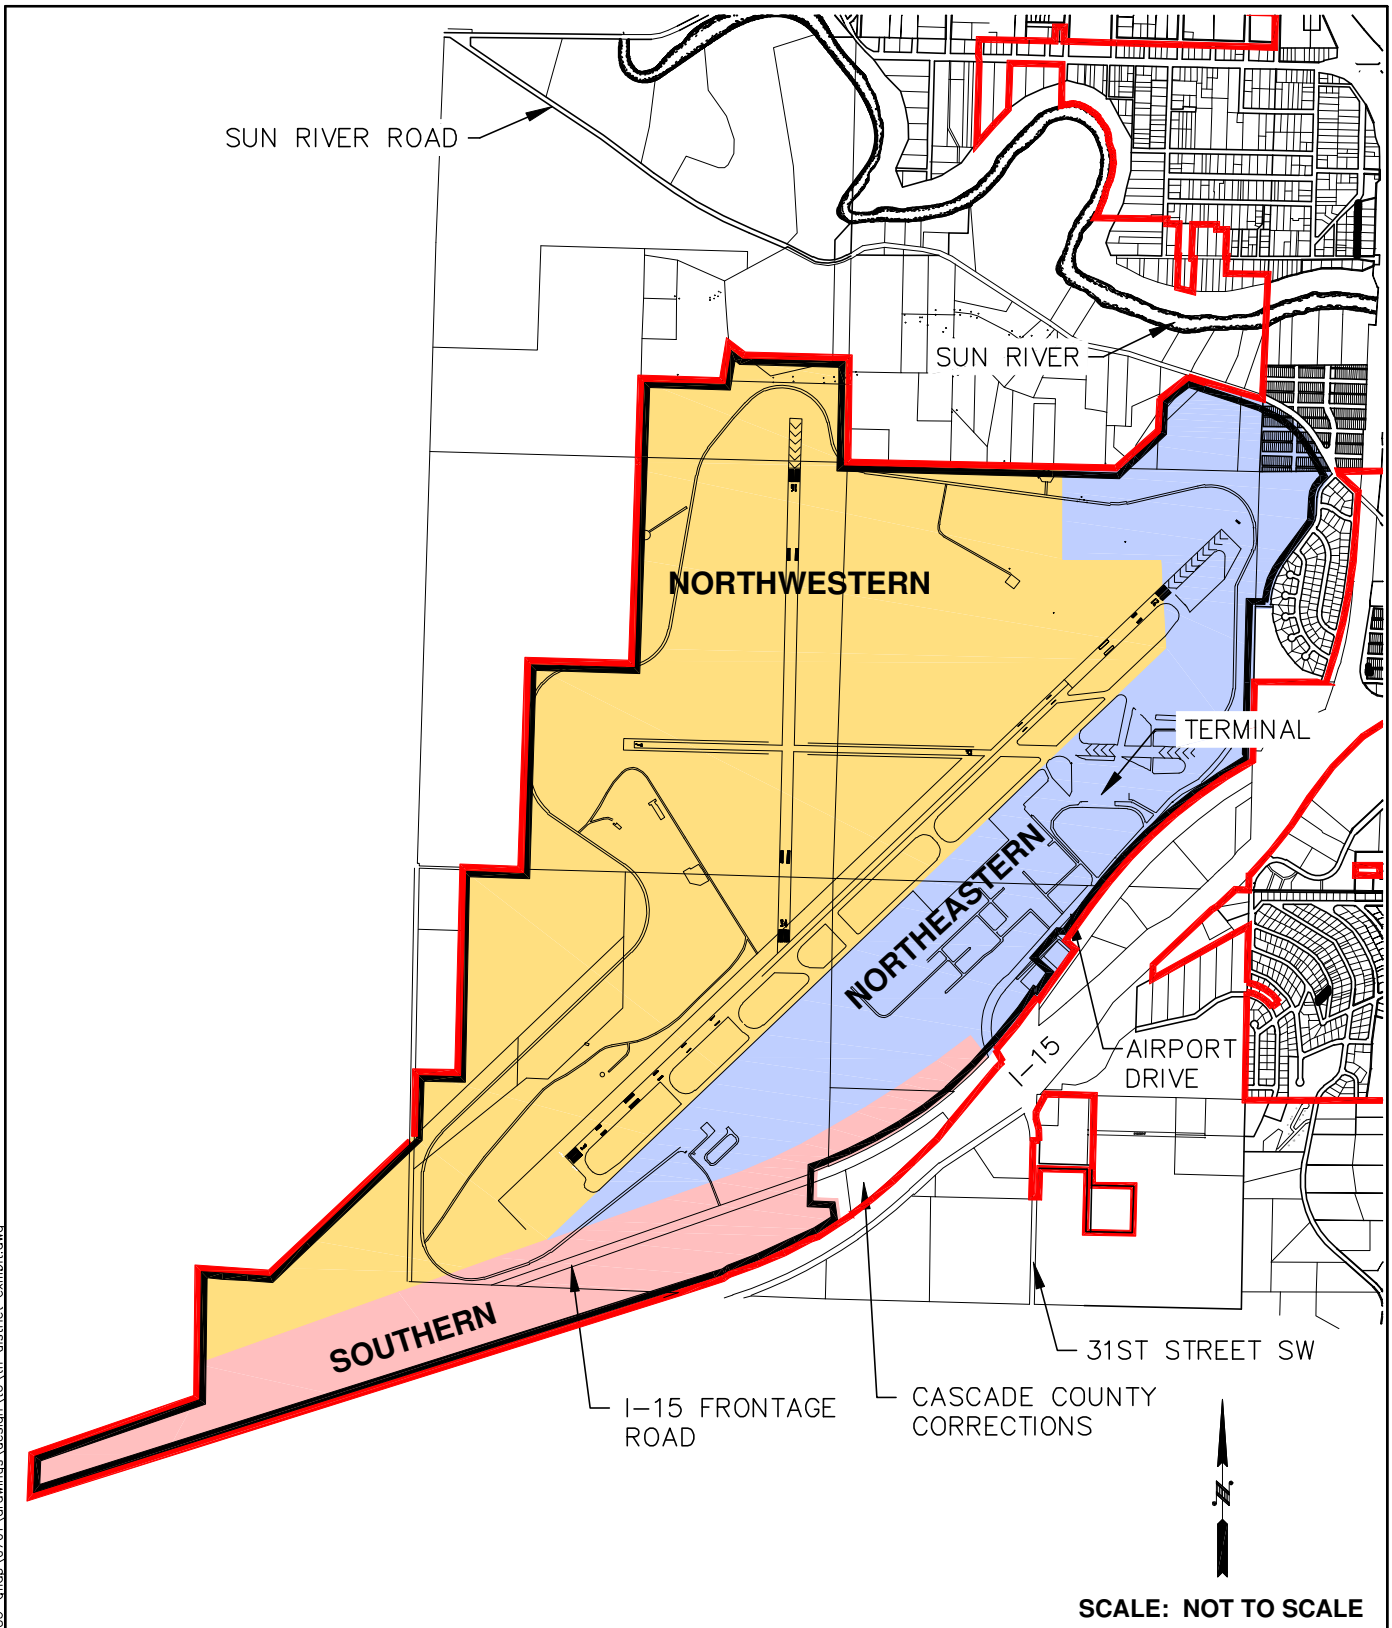 SUN RIVER ROAD
SUN RIVER
NORTHWESTERN
TERMINAL
NORTHEASTERN
I-15
AIRPORT
DRIVE
SOUTHERN
31ST STREET SW
I-15 FRONTAGE
ROAD
CASCADE COUNTY
CORRECTIONS
N
SCALE: NOT TO SCALE